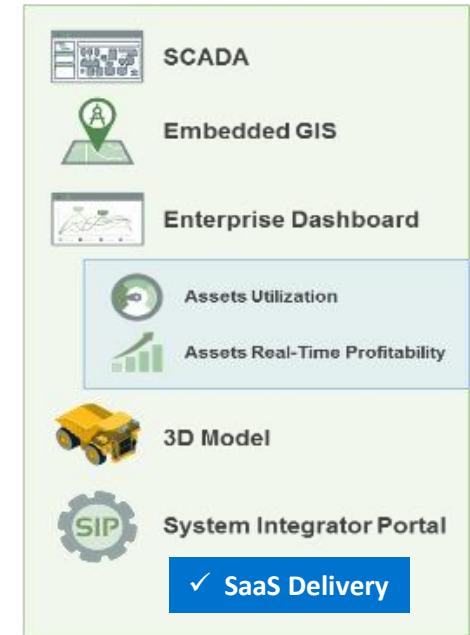 SCADA
Embedded GIS
Enterprise Dashboard
Assets Utilization
Assets Real-Time Profitability
3D Model
SIP
System Integrator Portal
✓ SaaS Delivery